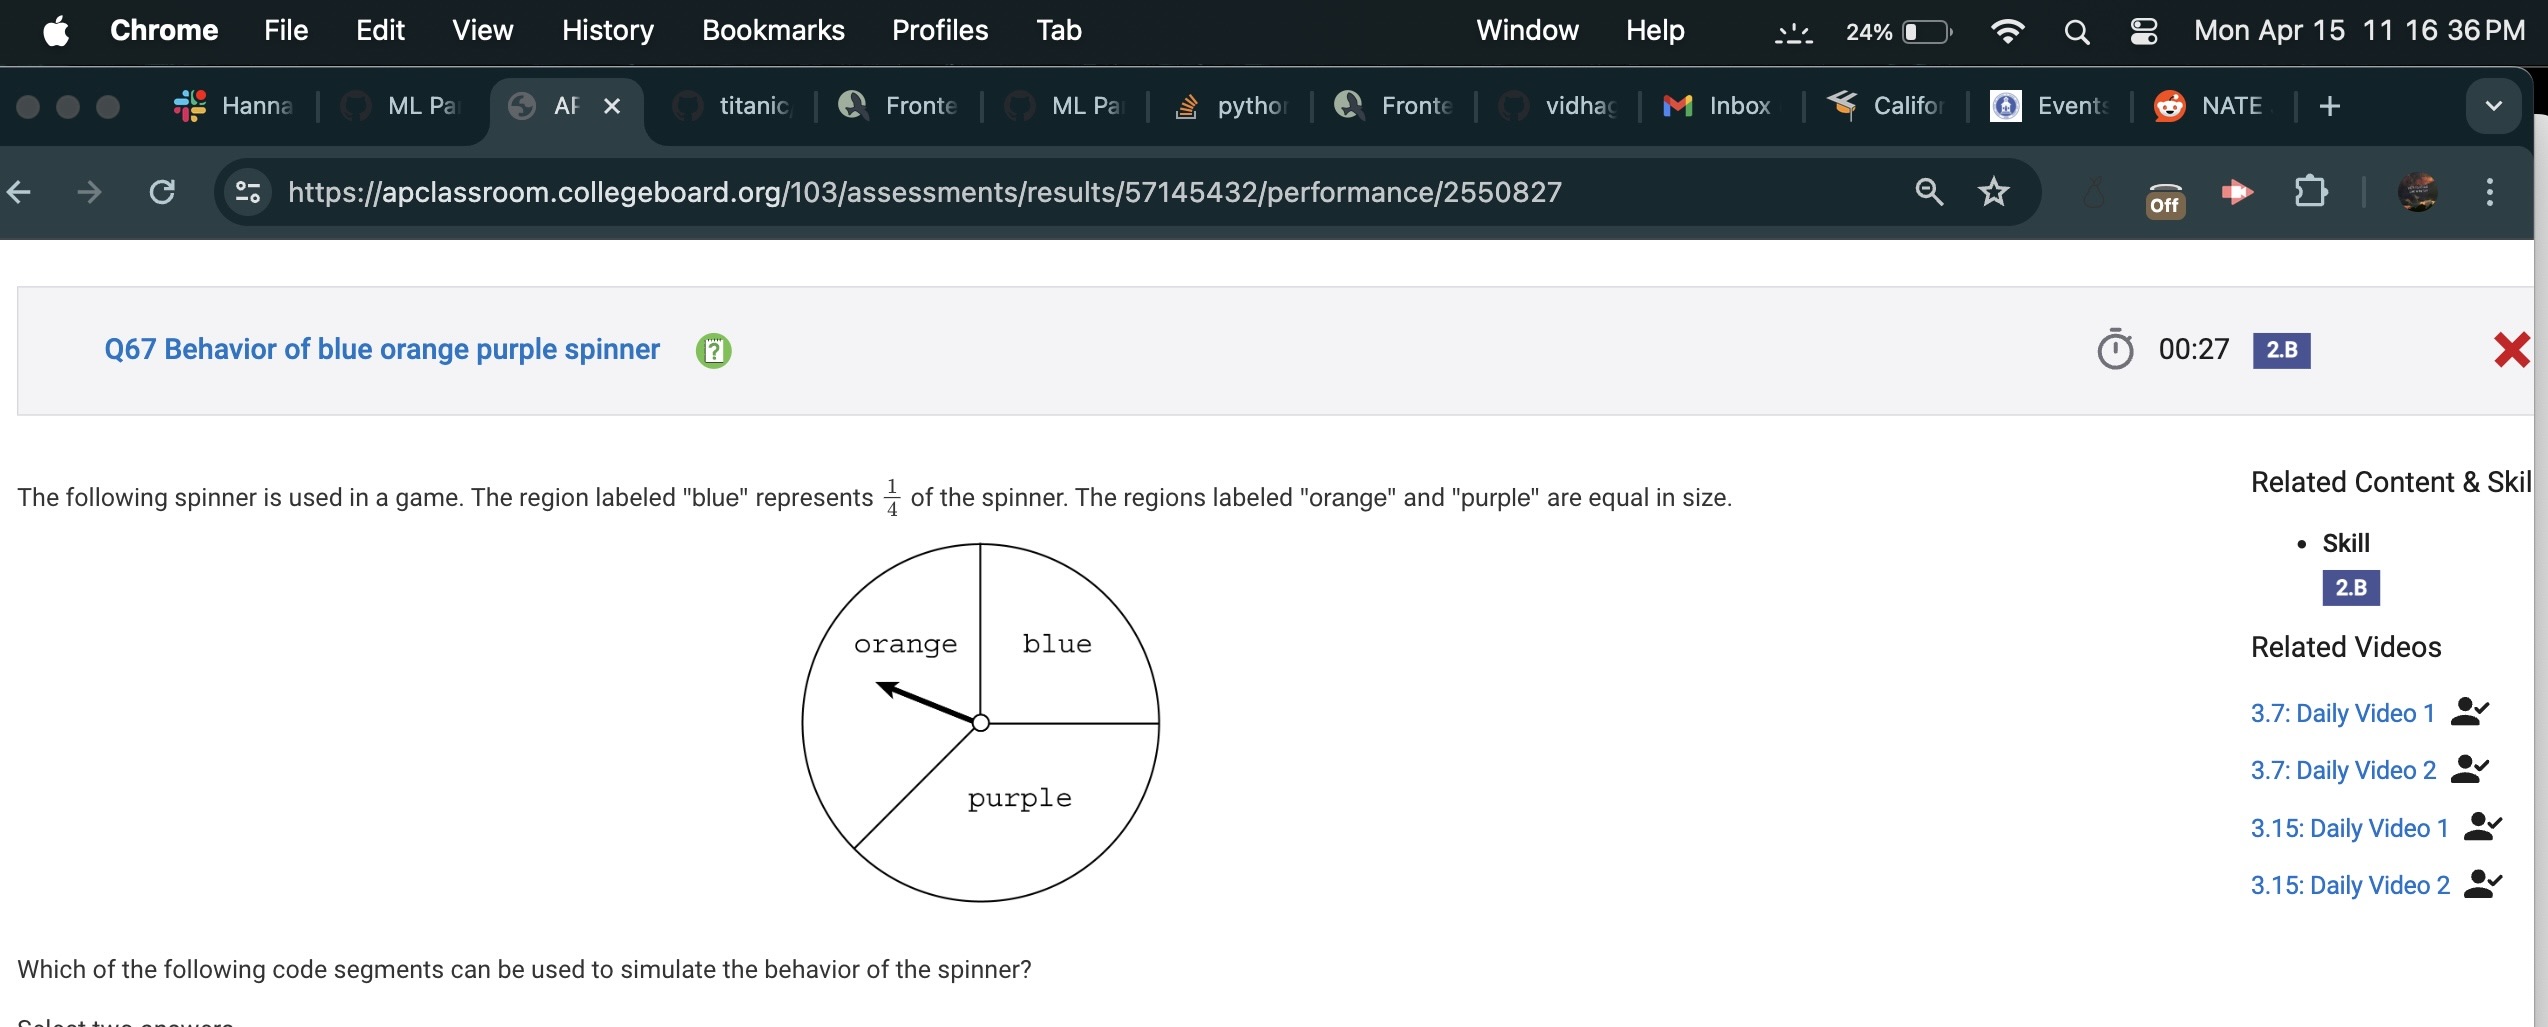 Chrome File Edit View History Bookmarks Profiles Tab Window Help 24% Mon Apr 15 11 16 36 PM
Hanna ML Pa AP titanic, Fronte ML Pa python Fronte vidhag Inbox Califor Events NATE
https://apclassroom.collegeboard.org/103/assessments/results/57145432/performance/2550827 Off
Q67 Behavior of blue orange purple spinner 00:27 2.B
The following spinner is used in a game. The region labeled "blue" represents 1/4 of the spinner. The regions labeled "orange" and "purple" are equal in size.
orange blue
purple
Which of the following code segments can be used to simulate the behavior of the spinner?
Select two answers.
Related Content & Skil
• Skill
2.B
Related Videos
3.7: Daily Video 1
3.7: Daily Video 2
3.15: Daily Video 1
3.15: Daily Video 2